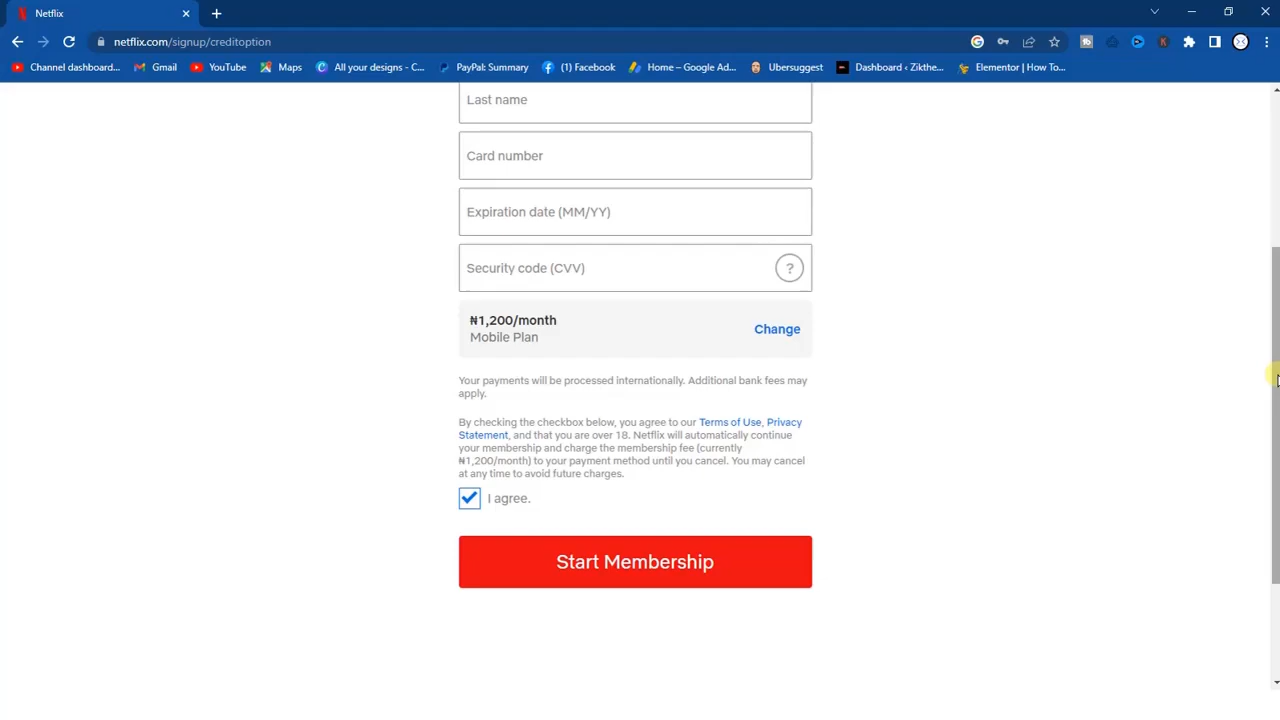 Netflix
netflix.com/signup/creditoption
Channel dashboard...
Gmail
YouTube
Maps
All your designs - C...
PayPal: Summary
(1) Facebook
Home – Google Ad...
Ubersuggest
Dashboard ‹ Zikthe...
Elementor | How To...
Last name
Card number
Expiration date (MM/YY)
Security code (CVV)
?
₦1,200/month
Mobile Plan
Change
Your payments will be processed internationally. Additional bank fees may
apply.
By checking the checkbox below, you agree to our Terms of Use, Privacy
Statement, and that you are over 18. Netflix will automatically continue
your membership and charge the membership fee (currently
₦1,200/month) to your payment method until you cancel. You may cancel
at any time to avoid future charges.
I agree.
Start Membership